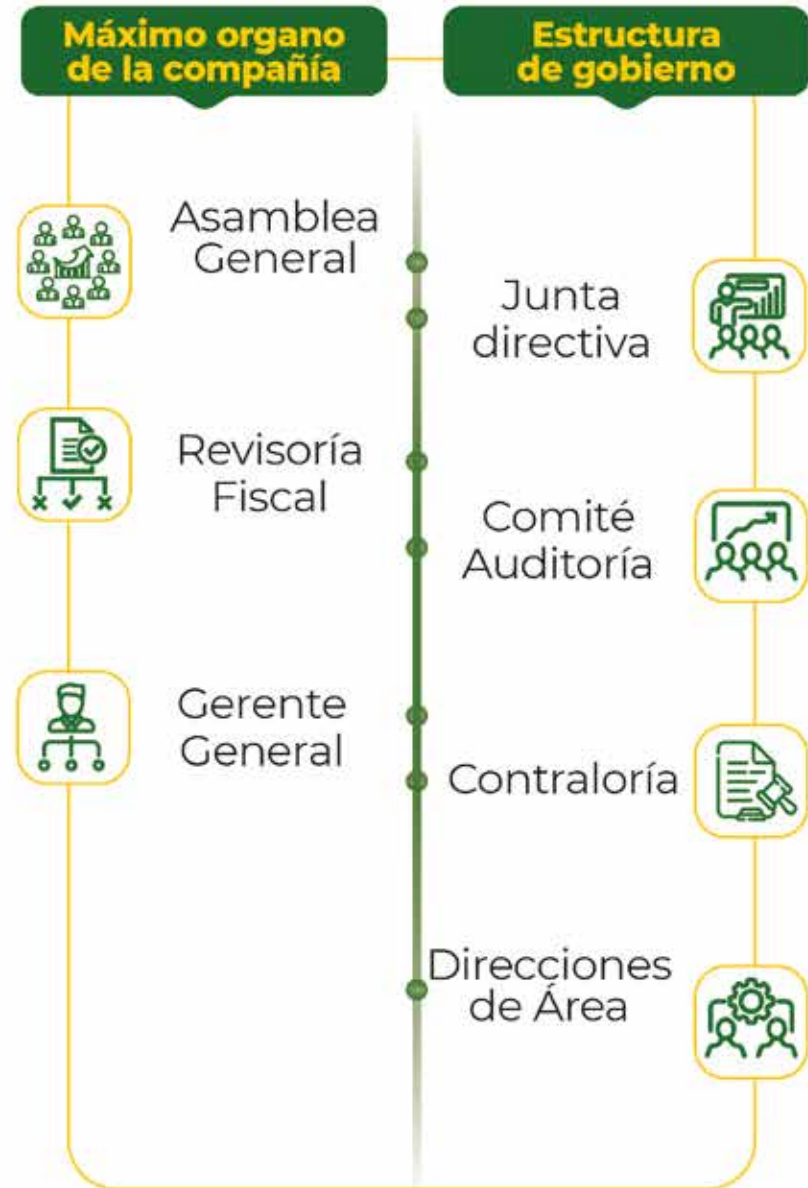 Máximo organo
de la compañía
Estructura
de gobierno
Asamblea
General
Junta
directiva
Revisoría
Fiscal
Comité
Auditoría
Gerente
General
Contraloría
Direcciones
de Área